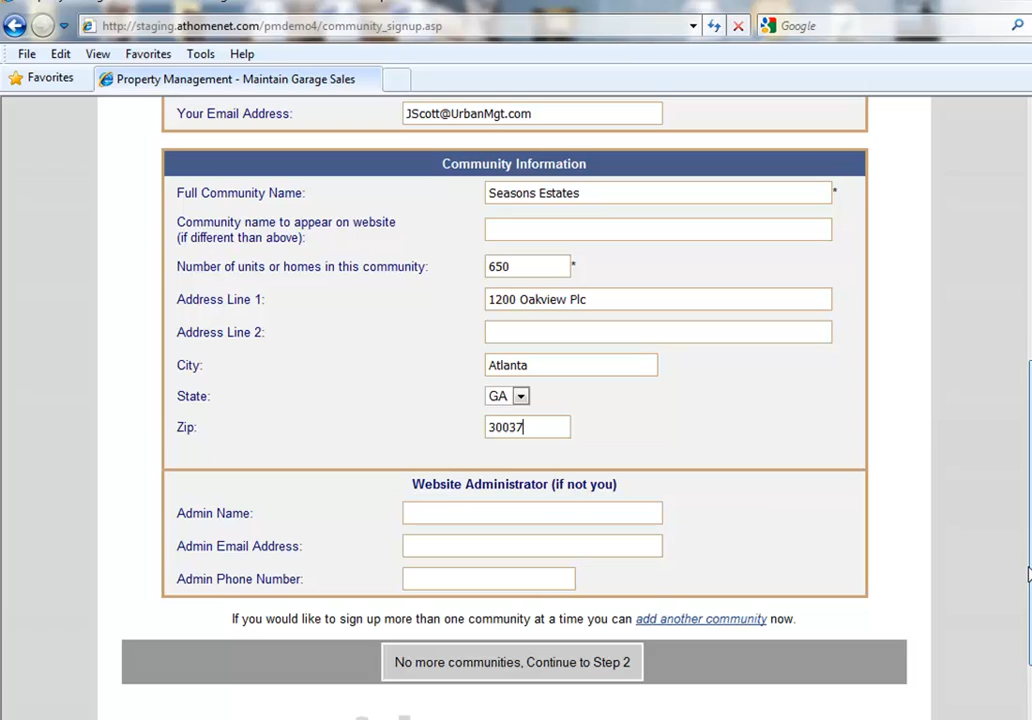 http://staging.athomenet.com/pmdemo4/community_signup.asp
Google
File Edit View Favorites Tools Help
Favorites
Property Management - Maintain Garage Sales
Your Email Address: JScott@UrbanMgt.com
Community Information
Full Community Name: Seasons Estates *
Community name to appear on website
(if different than above):
Number of units or homes in this community: 650 *
Address Line 1: 1200 Oakview Plc
Address Line 2:
City: Atlanta
State: GA
Zip: 30037
Website Administrator (if not you)
Admin Name:
Admin Email Address:
Admin Phone Number:
If you would like to sign up more than one community at a time you can add another community now.
No more communities, Continue to Step 2